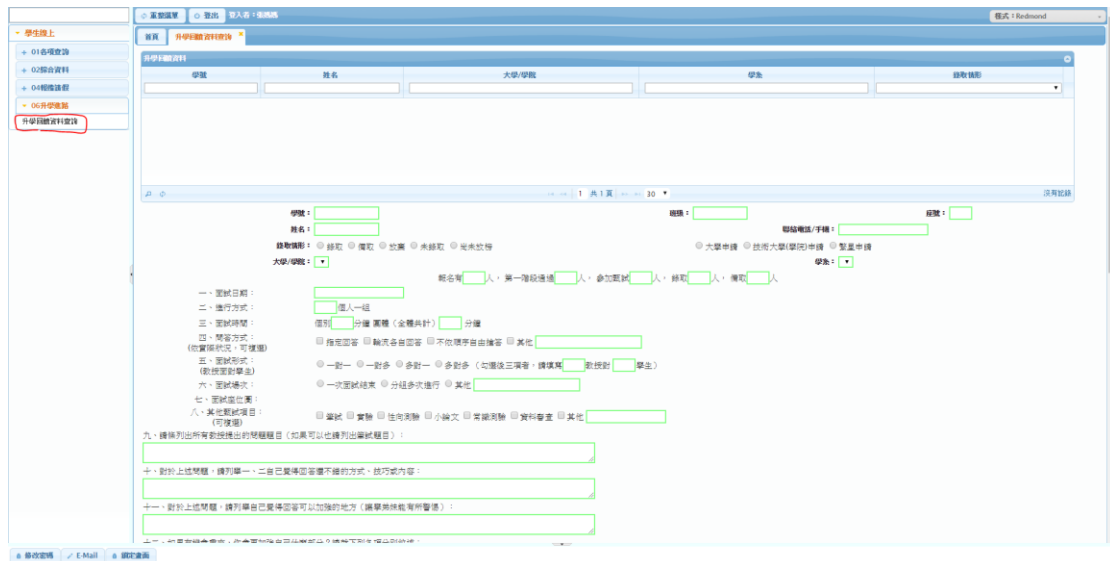 重整選單 登出 登入者：張媽媽 樣式：Redmond
學生線上
首頁 升學回饋資料查詢
01各項查詢
02綜合資料
04
06升學進路
升學回饋資料查詢
升學回饋資料
學號 姓名 大學/學院 學系 錄取情形
1 共 1 頁 30 沒有記錄
學號： 班級： 座號：
姓名： 聯絡電話/手機：
錄取情形： 錄取 備取 放棄 未錄取 尚未放榜 大學申請 技術大學(學院)申請 繁星申請
大學/學院： 學系：
報名有 人， 第一階段通過 人， 參加甄試 人， 錄取 人， 備取 人
一、面試日期：
二、進行方式： 個人一組
三、面試時間： 個別 分鐘 團體（全體共計） 分鐘
四、問答方式：
(依實際狀況，可複選)
指定回答 輪流各自回答 不依順序自由搶答 其他
五、面試形式：
(教授面對學生)
一對一 一對多 多對一 多對多 （勾選後三項者，請填寫 教授對 學生）
六、面試場次： 一次面試結束 分組多次進行 其他
七、面試座位圖：
八、其他甄試項目：
(可複選)
筆試 實驗 性向測驗 小論文 常識測驗 資料審查 其他
九、請條列出所有教授提出的問題題目（如果可以也請列出筆試題目）：
十、對於上述問題，請列舉一、二自己覺得回答還不錯的方式、技巧或內容：
十一、對於上述問題，請列舉自己覺得回答可以加強的地方（讓學弟妹能有所警惕）：
修改密碼 E-Mail 鎖定畫面